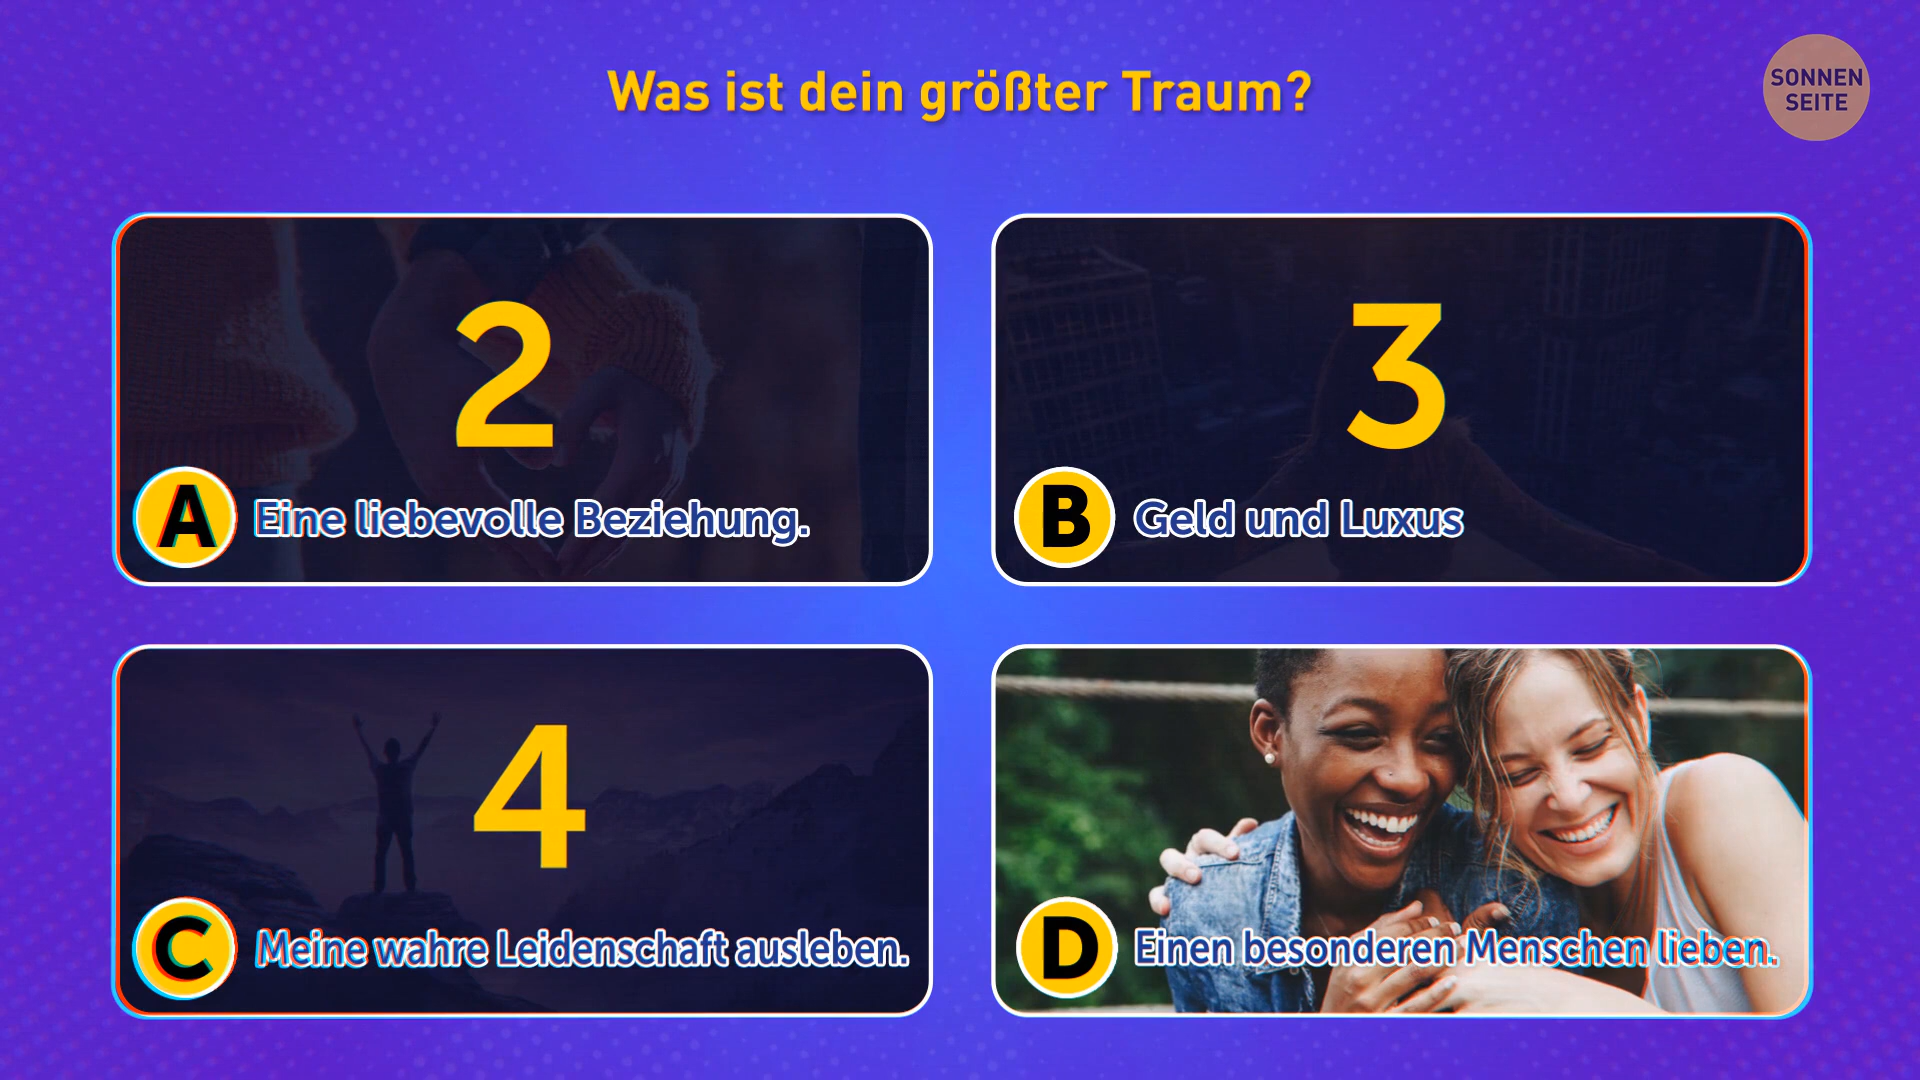 Was ist dein größter Traum?
SONNEN
SEITE
2
A Eine liebevolle Beziehung.
3
B Geld und Luxus
4
C Meine wahre Leidenschaft ausleben.
D Einen besonderen Menschen lieben.